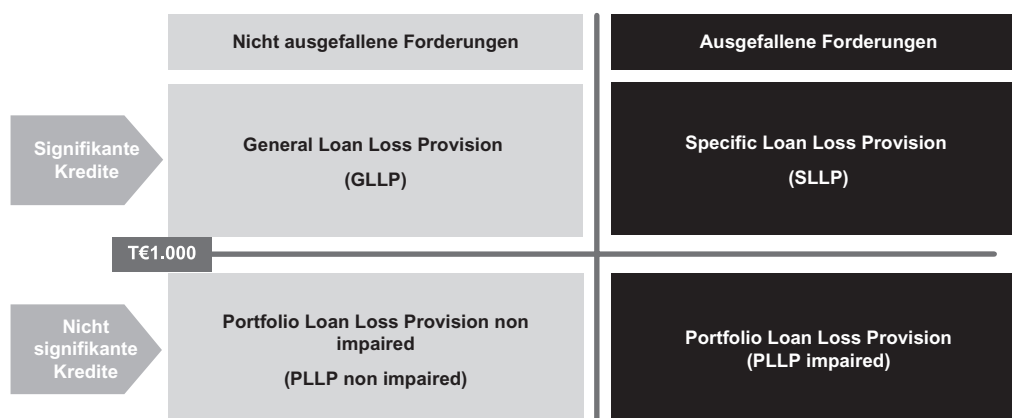 Nicht ausgefallene Forderungen
Ausgefallene Forderungen
Signifikante
Kredite
General Loan Loss Provision
(GLLP)
Specific Loan Loss Provision
(SLLP)
T€1.000
Nicht
signifikante
Kredite
Portfolio Loan Loss Provision non
impaired
(PLLP non impaired)
Portfolio Loan Loss Provision
(PLLP impaired)